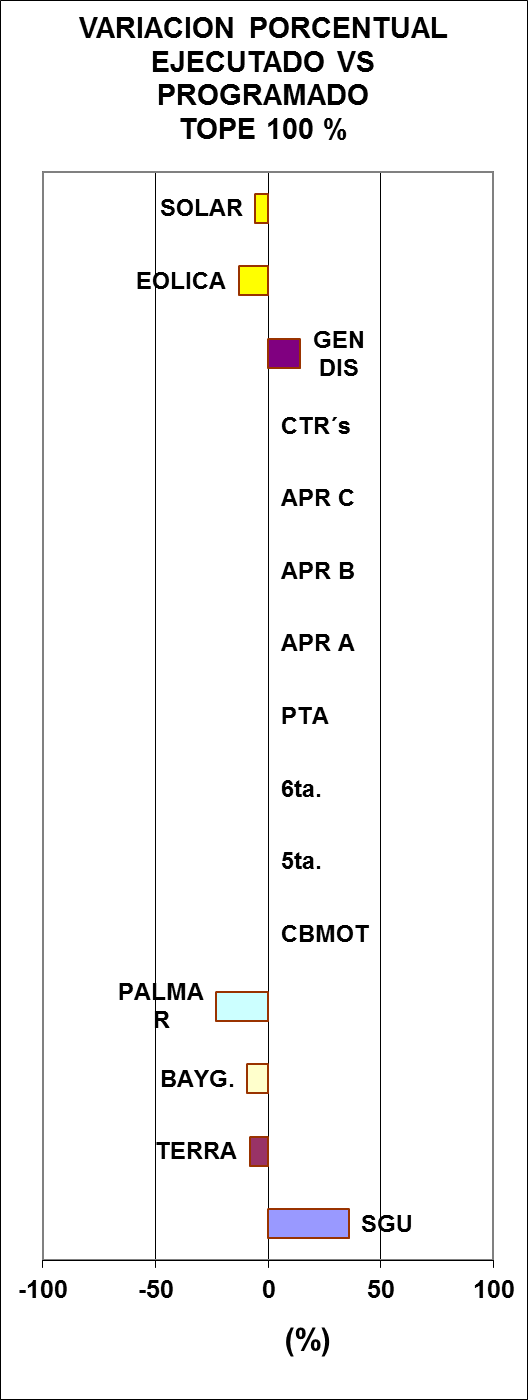 VARIACION PORCENTUAL
EJECUTADO VS
PROGRAMADO
TOPE 100 %
SOLAR
EOLICA
GEN
DIS
CTR´s
APR C
APR B
APR A
PTA
6ta.
5ta.
CBMOT
PALMA
R
BAYG.
TERRA
SGU
-100 -50 0 50 100
(%)